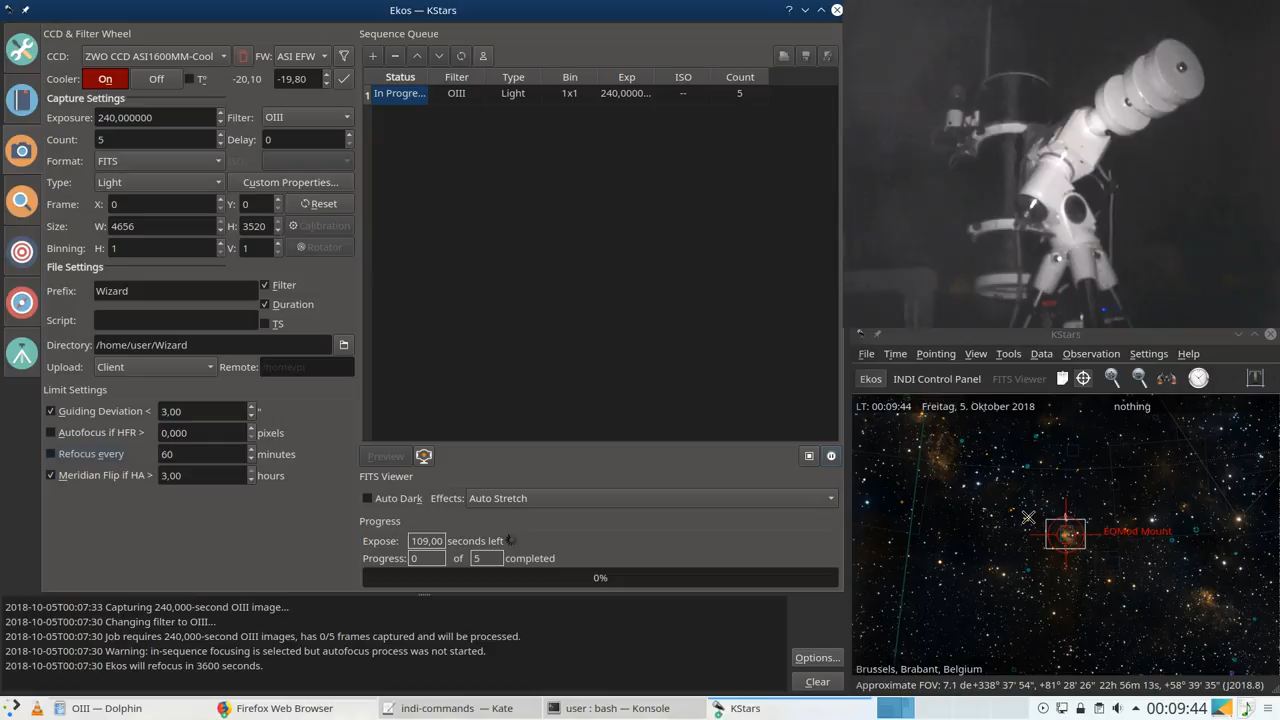 Ekos — KStars
CCD & Filter Wheel
CCD: ZWO CCD ASI1600MM-Cool FW: ASI EFW
Cooler: On Off Tº -20,10 -19,80
Capture Settings
Exposure: 240,000000 Filter: OIII
Count: 5 Delay: 0
Format: FITS
Type: Light Custom Properties...
Frame: X: 0 Y: 0 Reset
Size: W: 4656 H: 3520 Calibration
Binning: H: 1 V: 1 Rotator
File Settings
Prefix: Wizard Filter
Duration
Script: TS
Directory: /home/user/Wizard
Upload: Client Remote: /home/pi
Limit Settings
Guiding Deviation < 3,00 "
Autofocus if HFR > 0,000 pixels
Refocus every 60 minutes
Meridian Flip if HA > 3,00 hours
Sequence Queue
Status Filter Type Bin Exp ISO Count
1 In Progre... OIII Light 1x1 240,0000... -- 5
Preview
FITS Viewer
Auto Dark Effects: Auto Stretch
Progress
Expose: 109,00 seconds left
Progress: 0 of 5 completed
0%
2018-10-05T00:07:33 Capturing 240,000-second OIII image...
2018-10-05T00:07:30 Changing filter to OIII...
2018-10-05T00:07:30 Job requires 240,000-second OIII images, has 0/5 frames captured and will be processed.
2018-10-05T00:07:30 Warning: in-sequence focusing is selected but autofocus process was not started.
2018-10-05T00:07:30 Ekos will refocus in 3600 seconds.
Options...
Clear
KStars
File Time Pointing View Tools Data Observation Settings Help
Ekos INDI Control Panel FITS Viewer
LT: 00:09:44 Freitag, 5. Oktober 2018 nothing
EQMod Mount
Brussels, Brabant, Belgium
Approximate FOV: 7.1 de+338° 37' 54", +81° 28' 26" 22h 56m 13s, +58° 39' 35" (J2018.8)
OIII — Dolphin Firefox Web Browser indi-commands — Kate user : bash — Konsole KStars 00:09:44